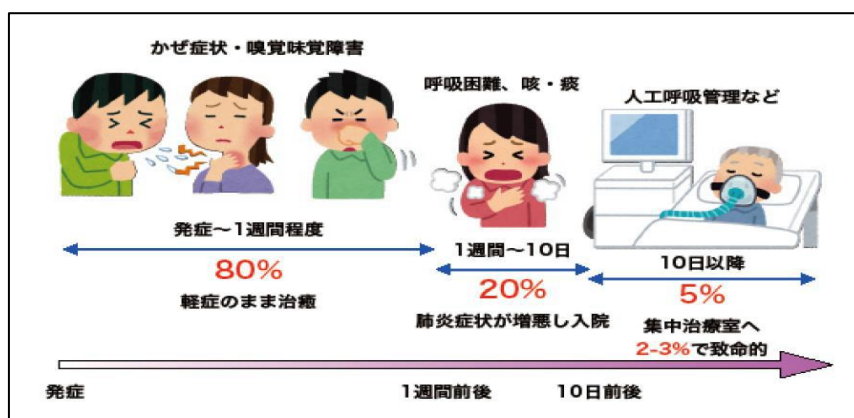 かぜ症状・嗅覚味覚障害
呼吸困難、咳・痰
人工呼吸管理など
発症～1週間程度
80%
軽症のまま治癒
1週間～10日
20%
肺炎症状が増悪し入院
10日以降
5%
集中治療室へ
2-3%で致命的
発症
1週間前後
10日前後